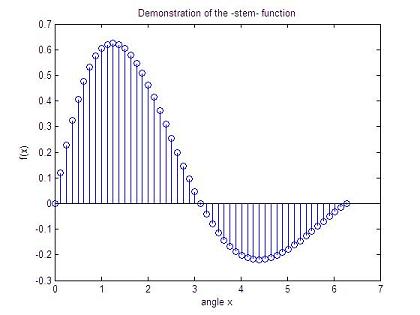 Demonstration of the -stem- function
0.7
0.6
0.5
0.4
0.3
0.2
0.1
0
-0.1
-0.2
-0.3
f(x)
0 1 2 3 4 5 6 7
angle x